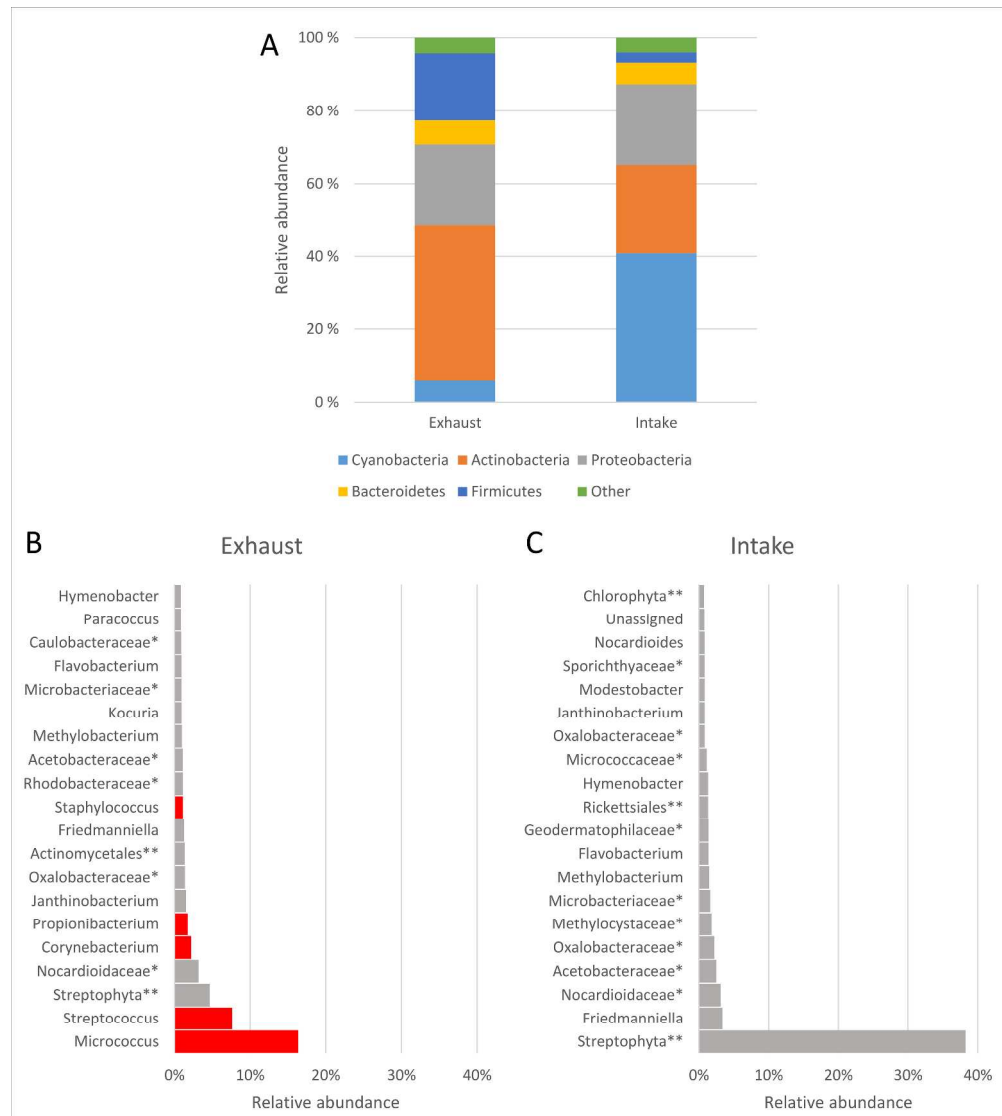 A
100 %
80 %
60 %
40 %
20 %
0 %
Relative abundance
Exhaust
Intake
Cyanobacteria
Actinobacteria
Proteobacteria
Bacteroidetes
Firmicutes
Other
B
Exhaust
Hymenobacter
Paracoccus
Caulobacteraceae*
Flavobacterium
Microbacteriaceae*
Kocuria
Methylobacterium
Acetobacteraceae*
Rhodobacteraceae*
Staphylococcus
Friedmanniella
Actinomycetales**
Oxalobacteraceae*
Janthinobacterium
Propionibacterium
Corynebacterium
Nocardioidaceae*
Streptophyta**
Streptococcus
Micrococcus
0%
10%
20%
30%
40%
Relative abundance
C
Intake
Chlorophyta**
Unassigned
Nocardioides
Sporichthyaceae*
Modestobacter
Janthinobacterium
Oxalobacteraceae*
Micrococcaceae*
Hymenobacter
Rickettsiales**
Geodermatophilaceae*
Flavobacterium
Methylobacterium
Microbacteriaceae*
Methylocystaceae*
Oxalobacteraceae*
Acetobacteraceae*
Nocardioidaceae*
Friedmanniella
Streptophyta**
0%
10%
20%
30%
40%
Relative abundance